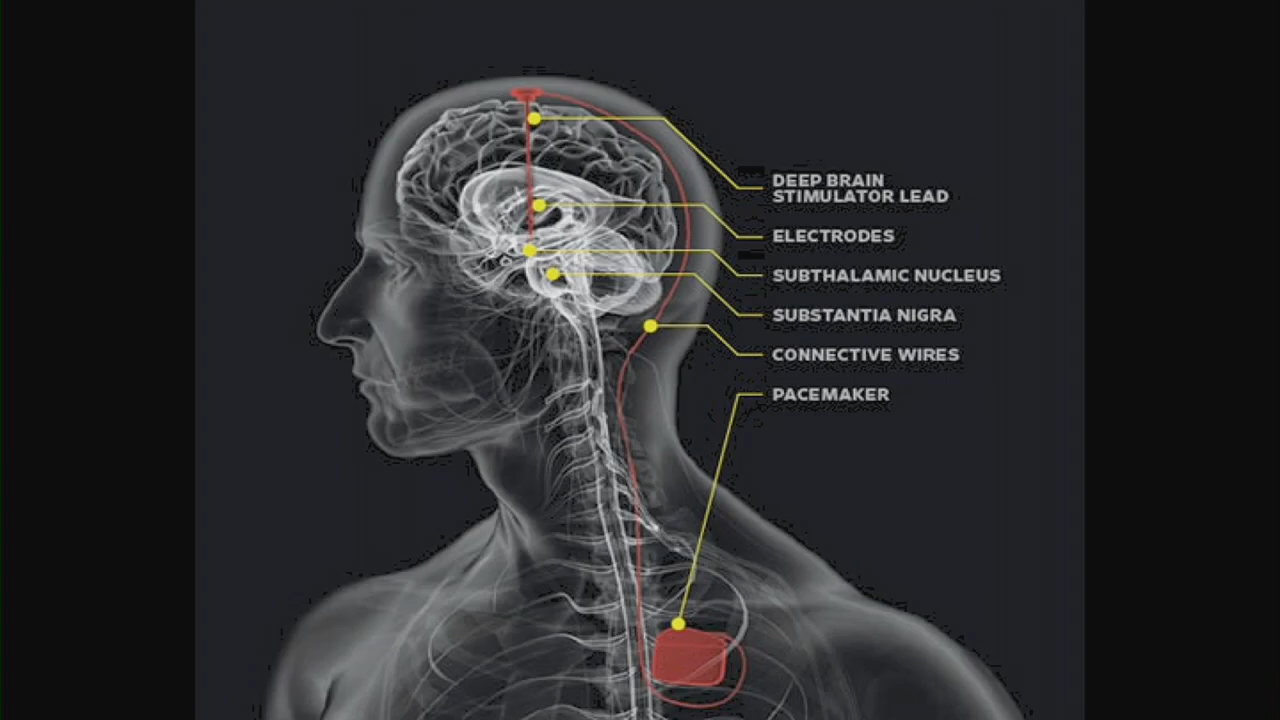 DEEP BRAIN
STIMULATOR LEAD
ELECTRODES
SUBTHALAMIC NUCLEUS
SUBSTANTIA NIGRA
CONNECTIVE WIRES
PACEMAKER